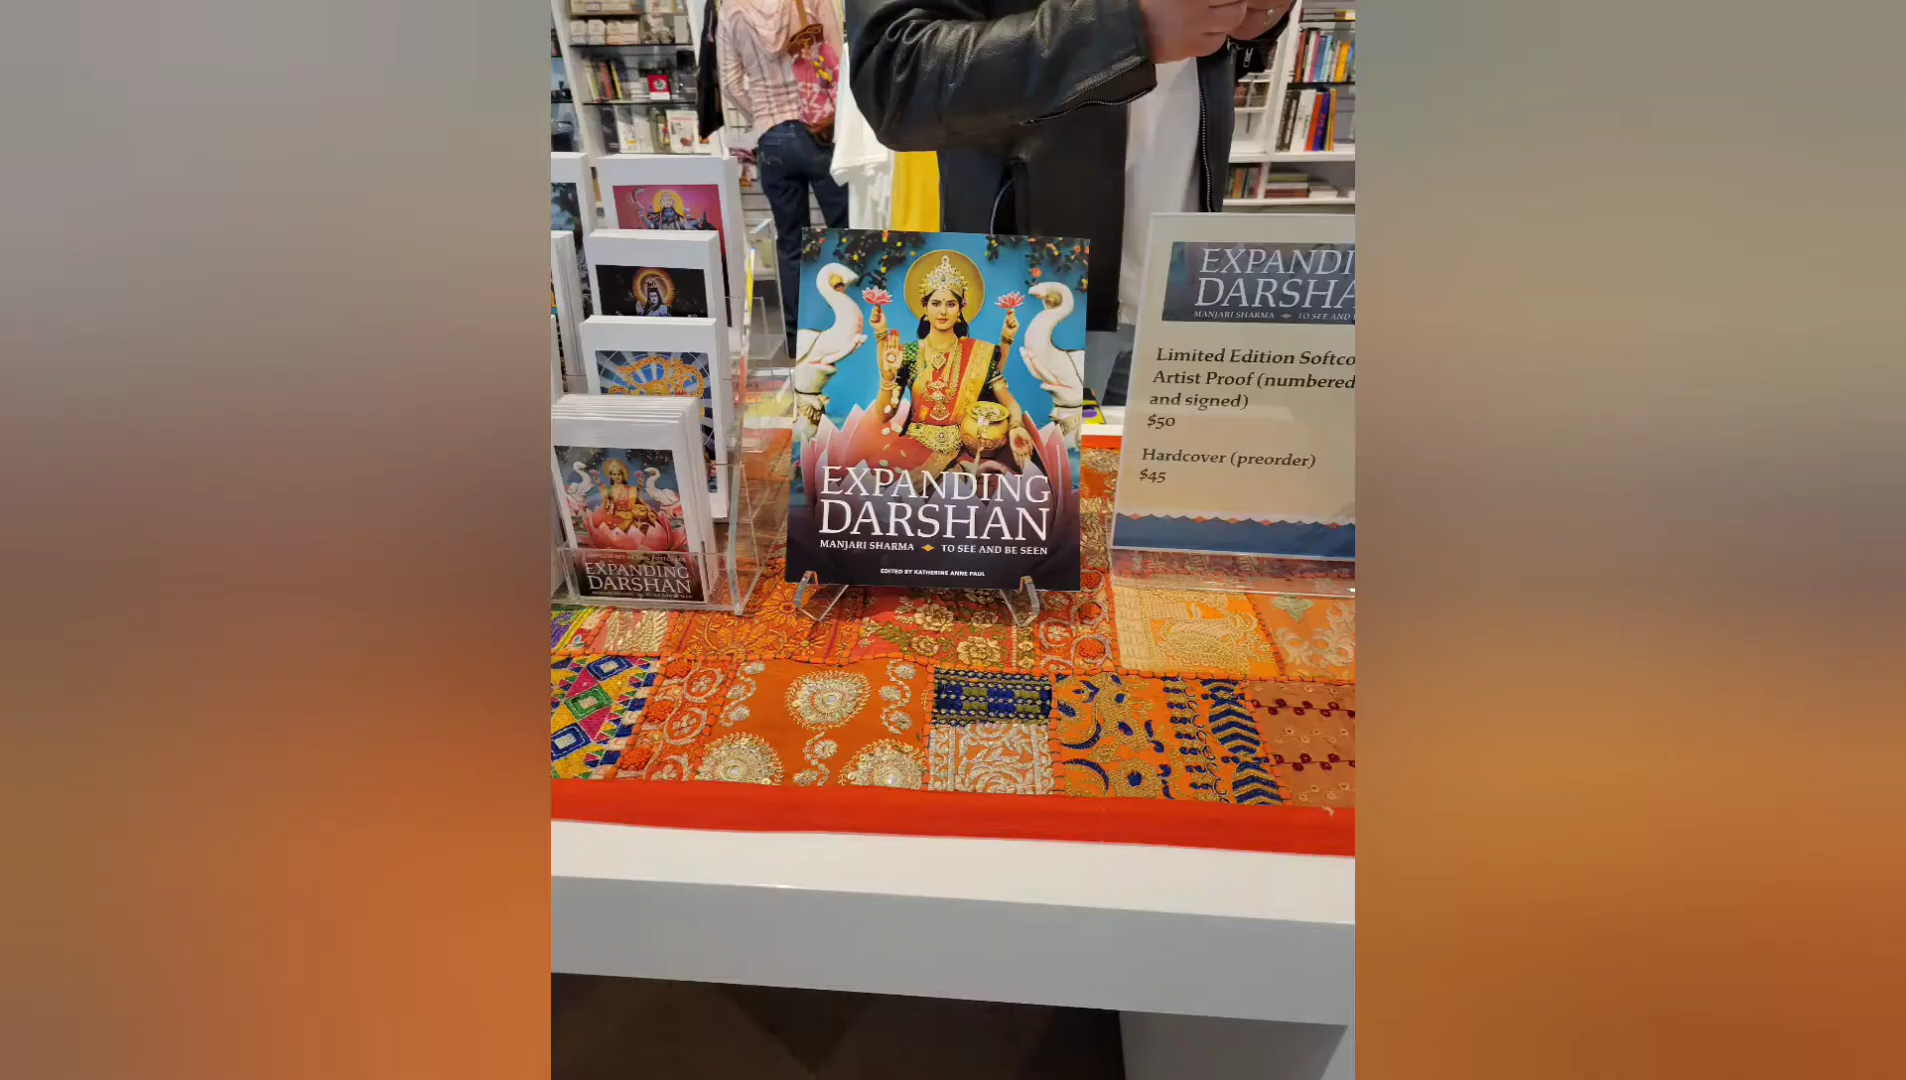 EXPANDING
DARSHAN
MANJARI SHARMA TO SEE AND BE SEEN
EDITED BY KATHERINE ANNE PAUL
EXPANDING
DARSHAN
EXPANDI
DARSHA
MANJARI SHARMA TO SEE AND
Limited Edition Softco
Artist Proof (numbered
and signed)
$50
Hardcover (preorder)
$45